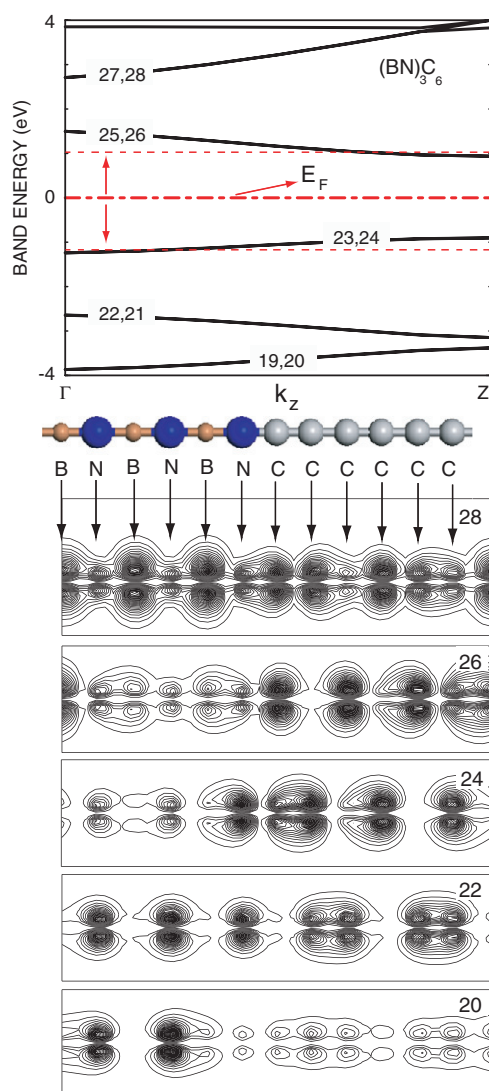 4
(BN)3C6
27,28
25,26
BAND ENERGY (eV)
EF
0
23,24
22,21
19,20
-4
Γ
kz
Z
B N B N B N C C C C C C
28
26
24
22
20